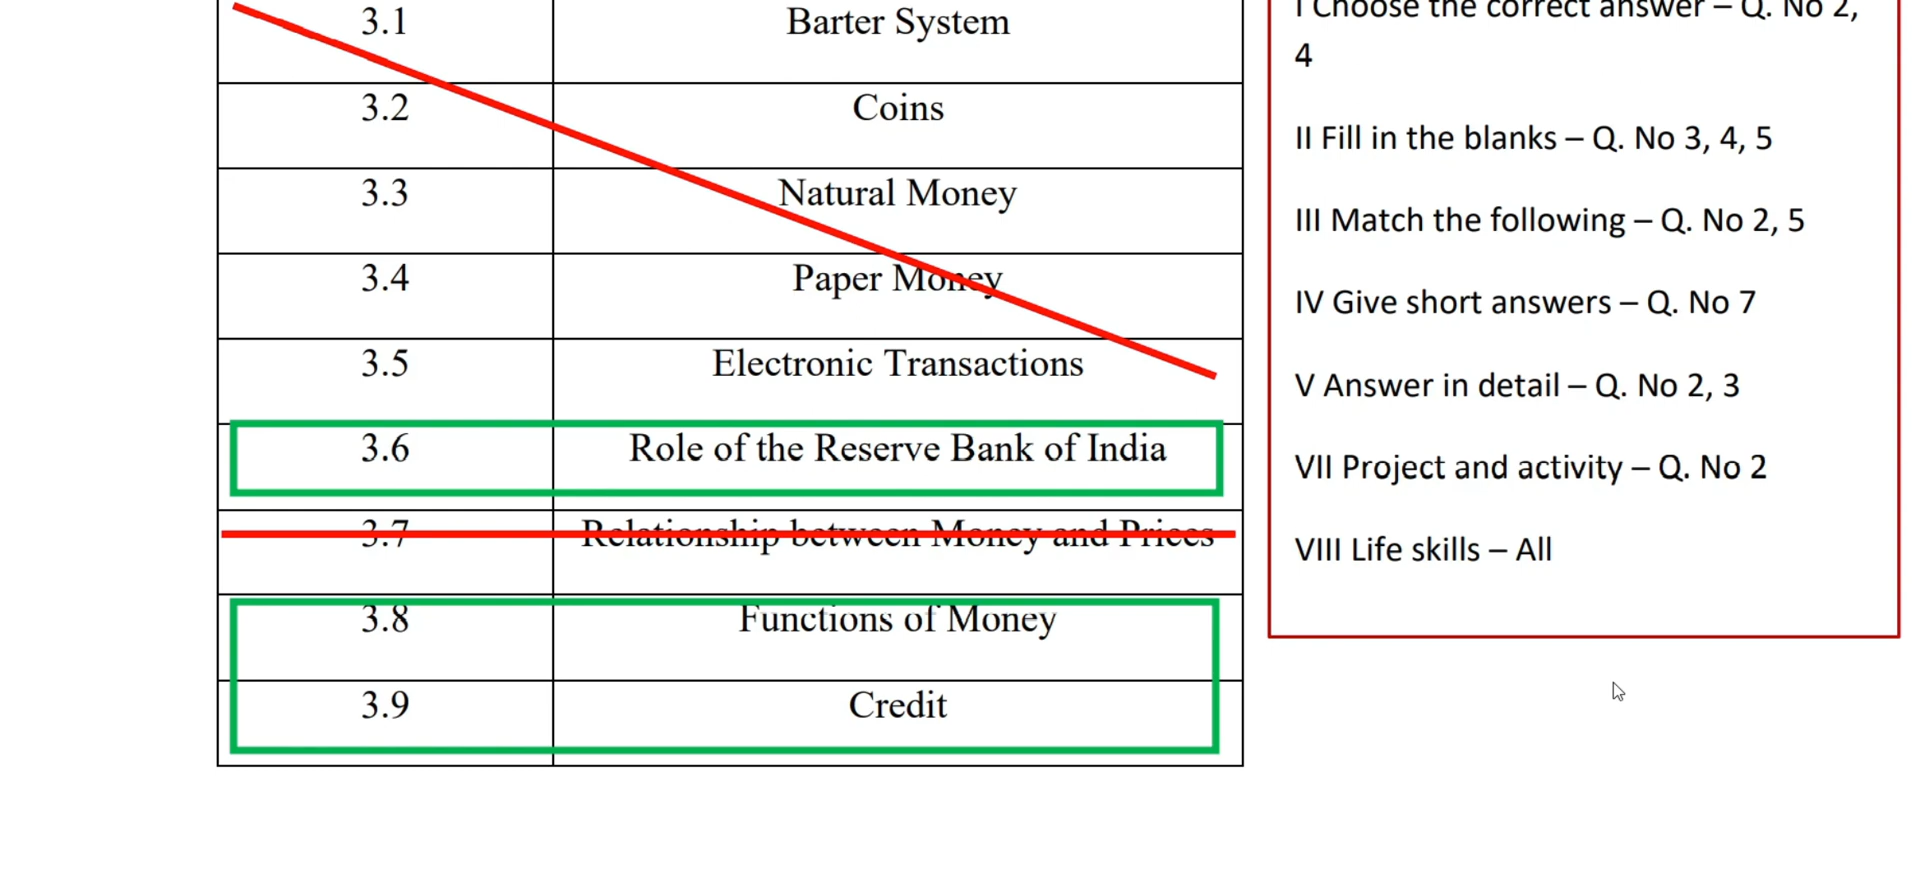 3.1 Barter System
3.2 Coins
3.3 Natural Money
3.4 Paper Money
3.5 Electronic Transactions
3.6 Role of the Reserve Bank of India
3.7 Relationship between Money and Prices
3.8 Functions of Money
3.9 Credit
I Choose the correct answer – Q. No 2,
4
II Fill in the blanks – Q. No 3, 4, 5
III Match the following – Q. No 2, 5
IV Give short answers – Q. No 7
V Answer in detail – Q. No 2, 3
VII Project and activity – Q. No 2
VIII Life skills – All